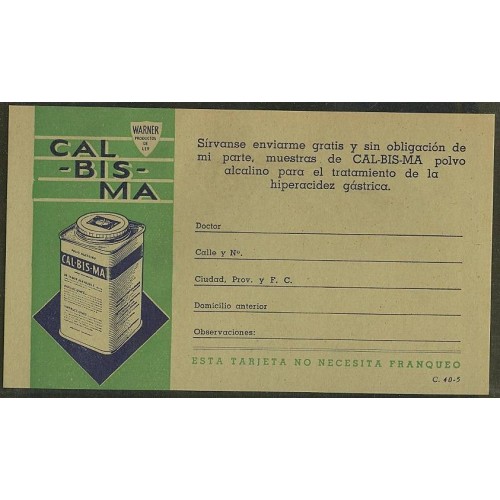 WARNER
PRODUCTOS
DE
LEY
CAL
-BIS-
MA
CAL-BIS-MA
Sírvanse enviarme gratis y sin obligación de
mi parte, muestras de CAL-BIS-MA polvo
alcalino para el tratamiento de la
hiperacidez gástrica.
Doctor
Calle y Nº.
Ciudad, Prov. y F. C.
Domicilio anterior
Observaciones:
ESTA TARJETA NO NECESITA FRANQUEO
C. 40-5